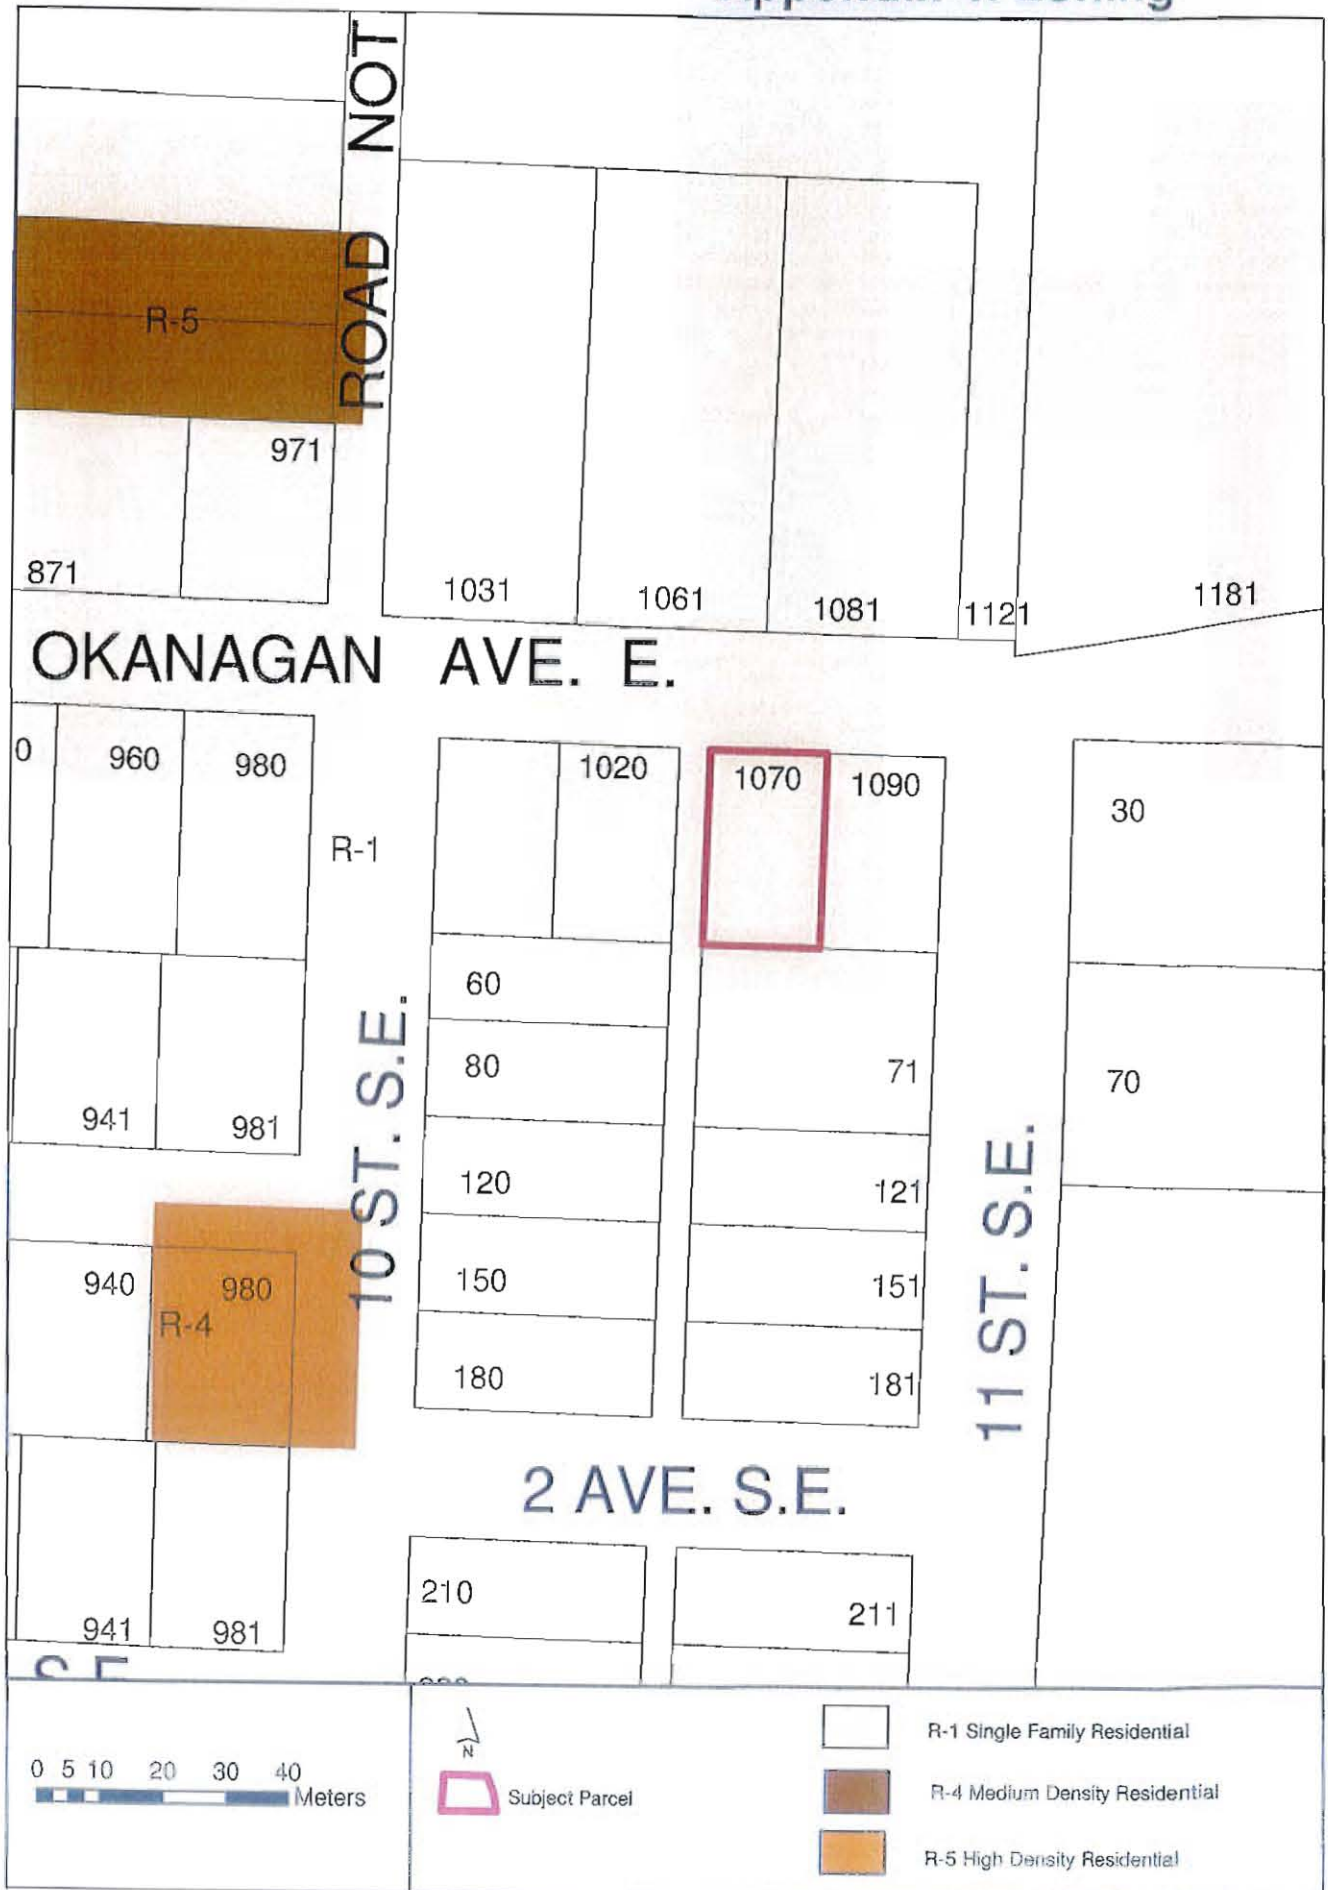 ROAD NOT
R-5
971
871
1031
1061
1081
1121
1181
OKANAGAN AVE. E.
0
960
980
1020
1070
1090
30
R-1
60
80
71
70
941
981
10 ST. S.E.
120
121
11 ST. S.E.
940
980
R-4
150
151
180
181
2 AVE. S.E.
210
211
941
981
S.E.
0 5 10 20 30 40
Meters
N
Subject Parcel
R-1 Single Family Residential
R-4 Medium Density Residential
R-5 High Density Residential